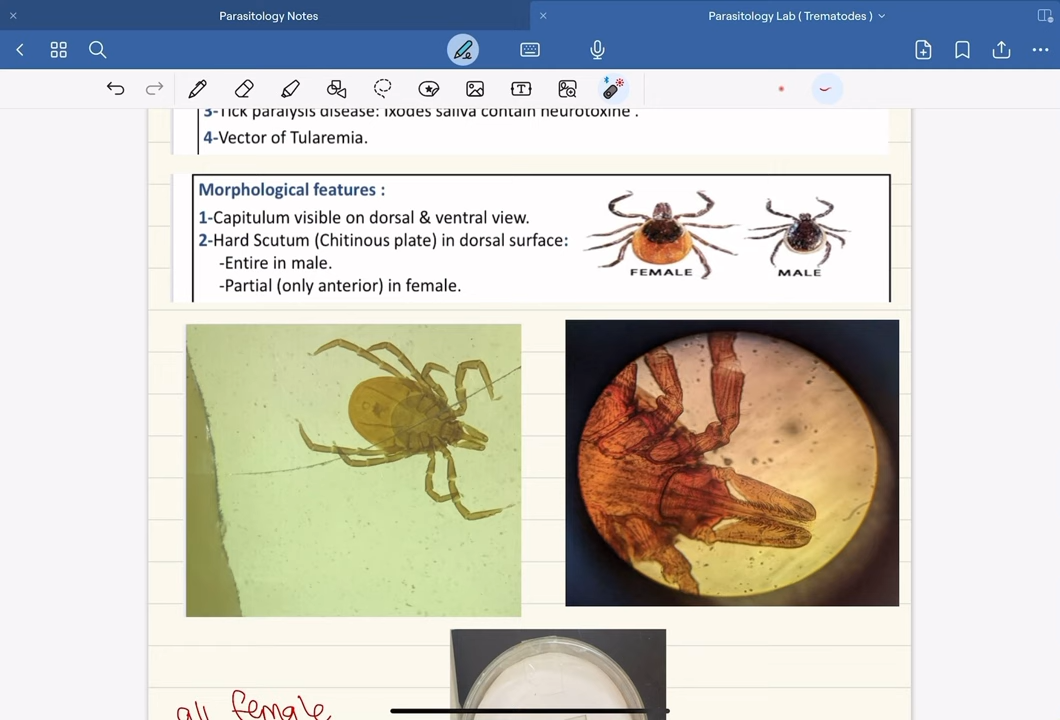 Parasitology Notes
Parasitology Lab ( Trematodes )
3-Tick paralysis disease: Ixodes saliva contain neurotoxine .
4-Vector of Tularemia.
Morphological features :
1-Capitulum visible on dorsal & ventral view.
2-Hard Scutum (Chitinous plate) in dorsal surface:
-Entire in male.
-Partial (only anterior) in female.
FEMALE
MALE
all female